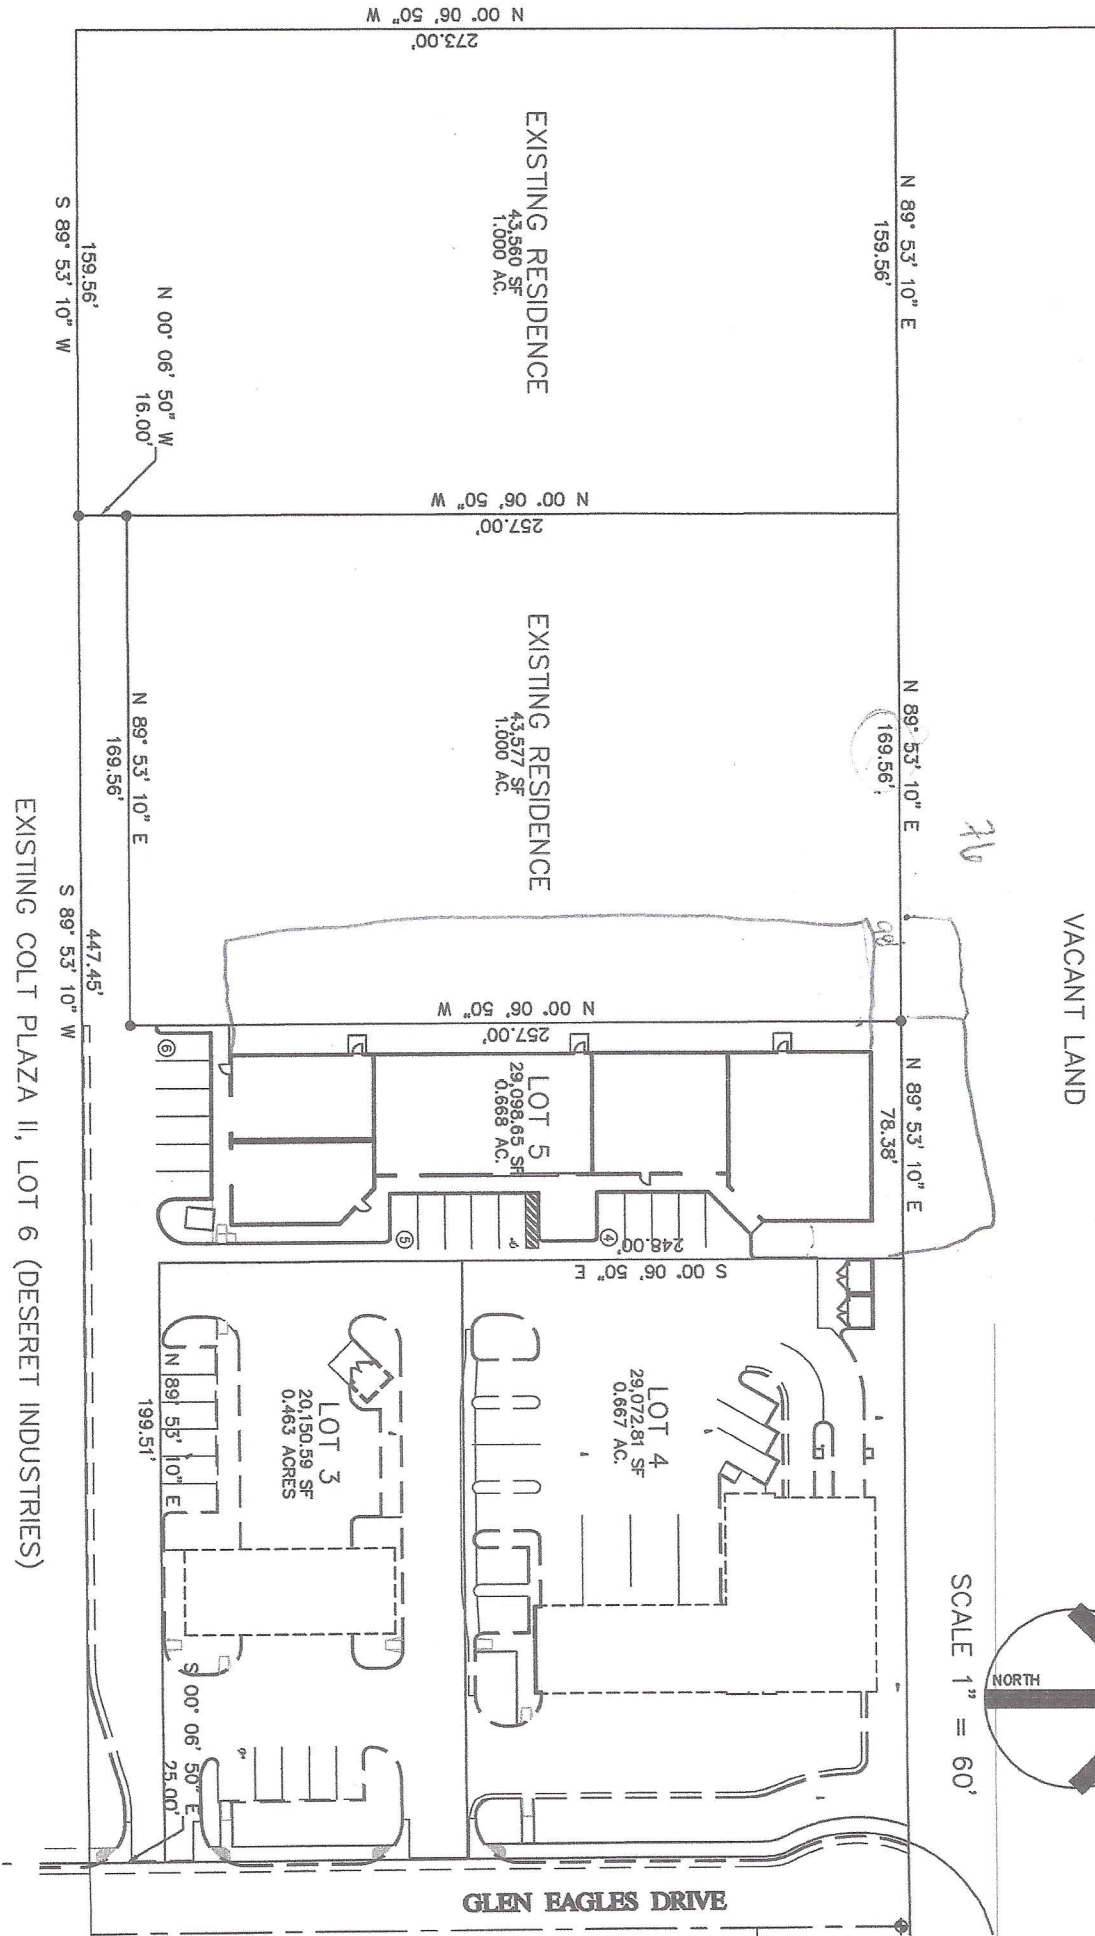 N 00° 06' 50" W
273.00'
N 89° 53' 10" E
159.56'
EXISTING RESIDENCE
43,560 SF
1.000 AC.
159.56'
S 89° 53' 10" W
N 00° 06' 50" W
16.00'
N 00° 06' 50" W
257.00'
N 89° 53' 10" E
169.56'
EXISTING RESIDENCE
43,577 SF
1.000 AC.
N 89° 53' 10" E
169.56'
447.45'
S 89° 53' 10" W
EXISTING COLT PLAZA II, LOT 6 (DESERET INDUSTRIES)
VACANT LAND
N 00° 06' 50" W
257.00'
N 89° 53' 10" E
78.38'
LOT 5
29,098.65 SF
0.668 AC.
6
5
4
248.00'
S 00° 06' 50" E
LOT 4
29,072.81 SF
0.667 AC.
LOT 3
20,150.59 SF
0.463 ACRES
N 89° 53' 10" E
199.51'
S 00° 06' 50" E
25.00'
SCALE 1" = 60'
NORTH
GLEN EAGLES DRIVE